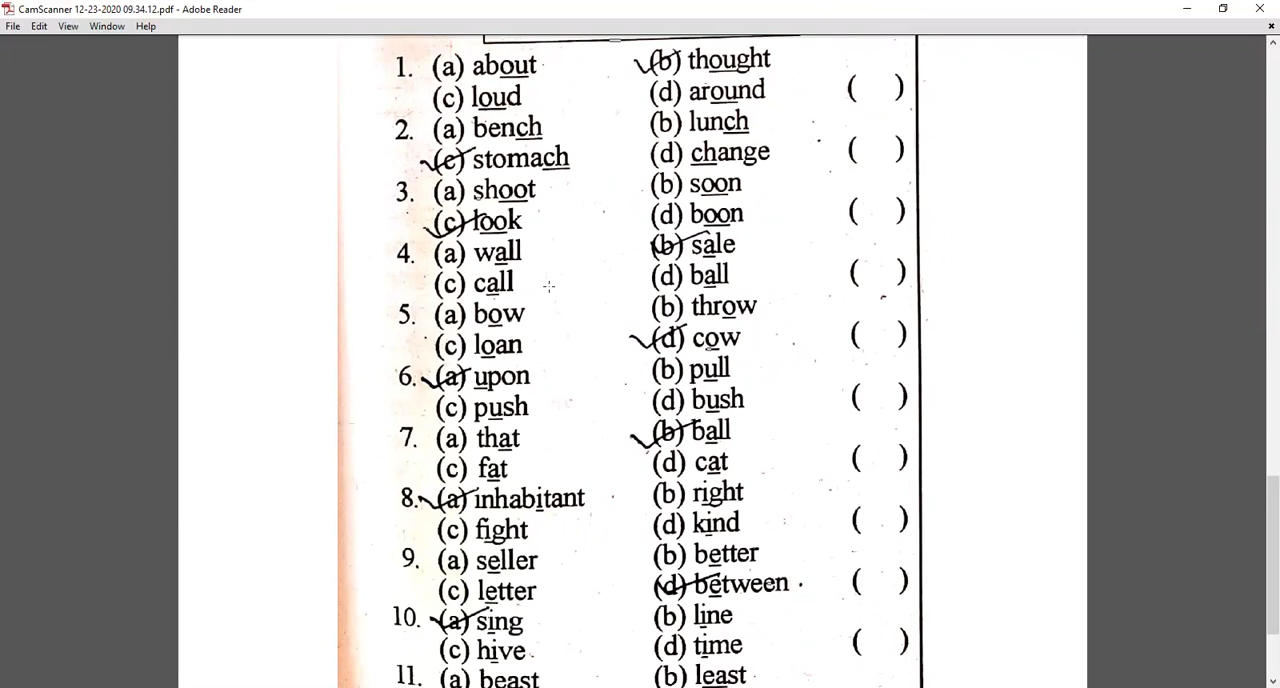 CamScanner 12-23-2020 09.34.12.pdf - Adobe Reader
File Edit View Window Help
1. (a) about (b) thought
(c) loud (d) around ( )
2. (a) bench (b) lunch
(c) stomach (d) change ( )
3. (a) shoot (b) soon
(c) look (d) boon ( )
4. (a) wall (b) sale
(c) call (d) ball ( )
5. (a) bow (b) throw
(c) loan (d) cow ( )
6. (a) upon (b) pull
(c) push (d) bush ( )
7. (a) that (b) ball
(c) fat (d) cat ( )
8. (a) inhabitant (b) right
(c) fight (d) kind ( )
9. (a) seller (b) better
(c) letter (d) between ( )
10. (a) sing (b) line
(c) hive (d) time ( )
11. (a) beast (b) least